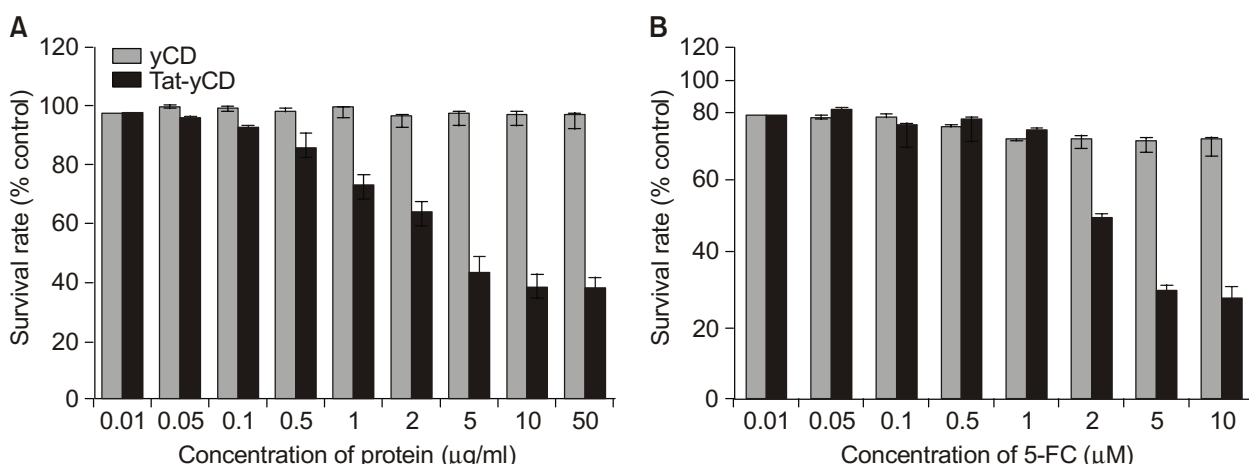 A
120
100
80
60
40
20
0
Survival rate (% control)
yCD
Tat-yCD
0.01 0.05 0.1 0.5 1 2 5 10 50
Concentration of protein (μg/ml)
B
120
100
80
60
40
20
0
Survival rate (% control)
0.01 0.05 0.1 0.5 1 2 5 10
Concentration of 5-FC (μM)